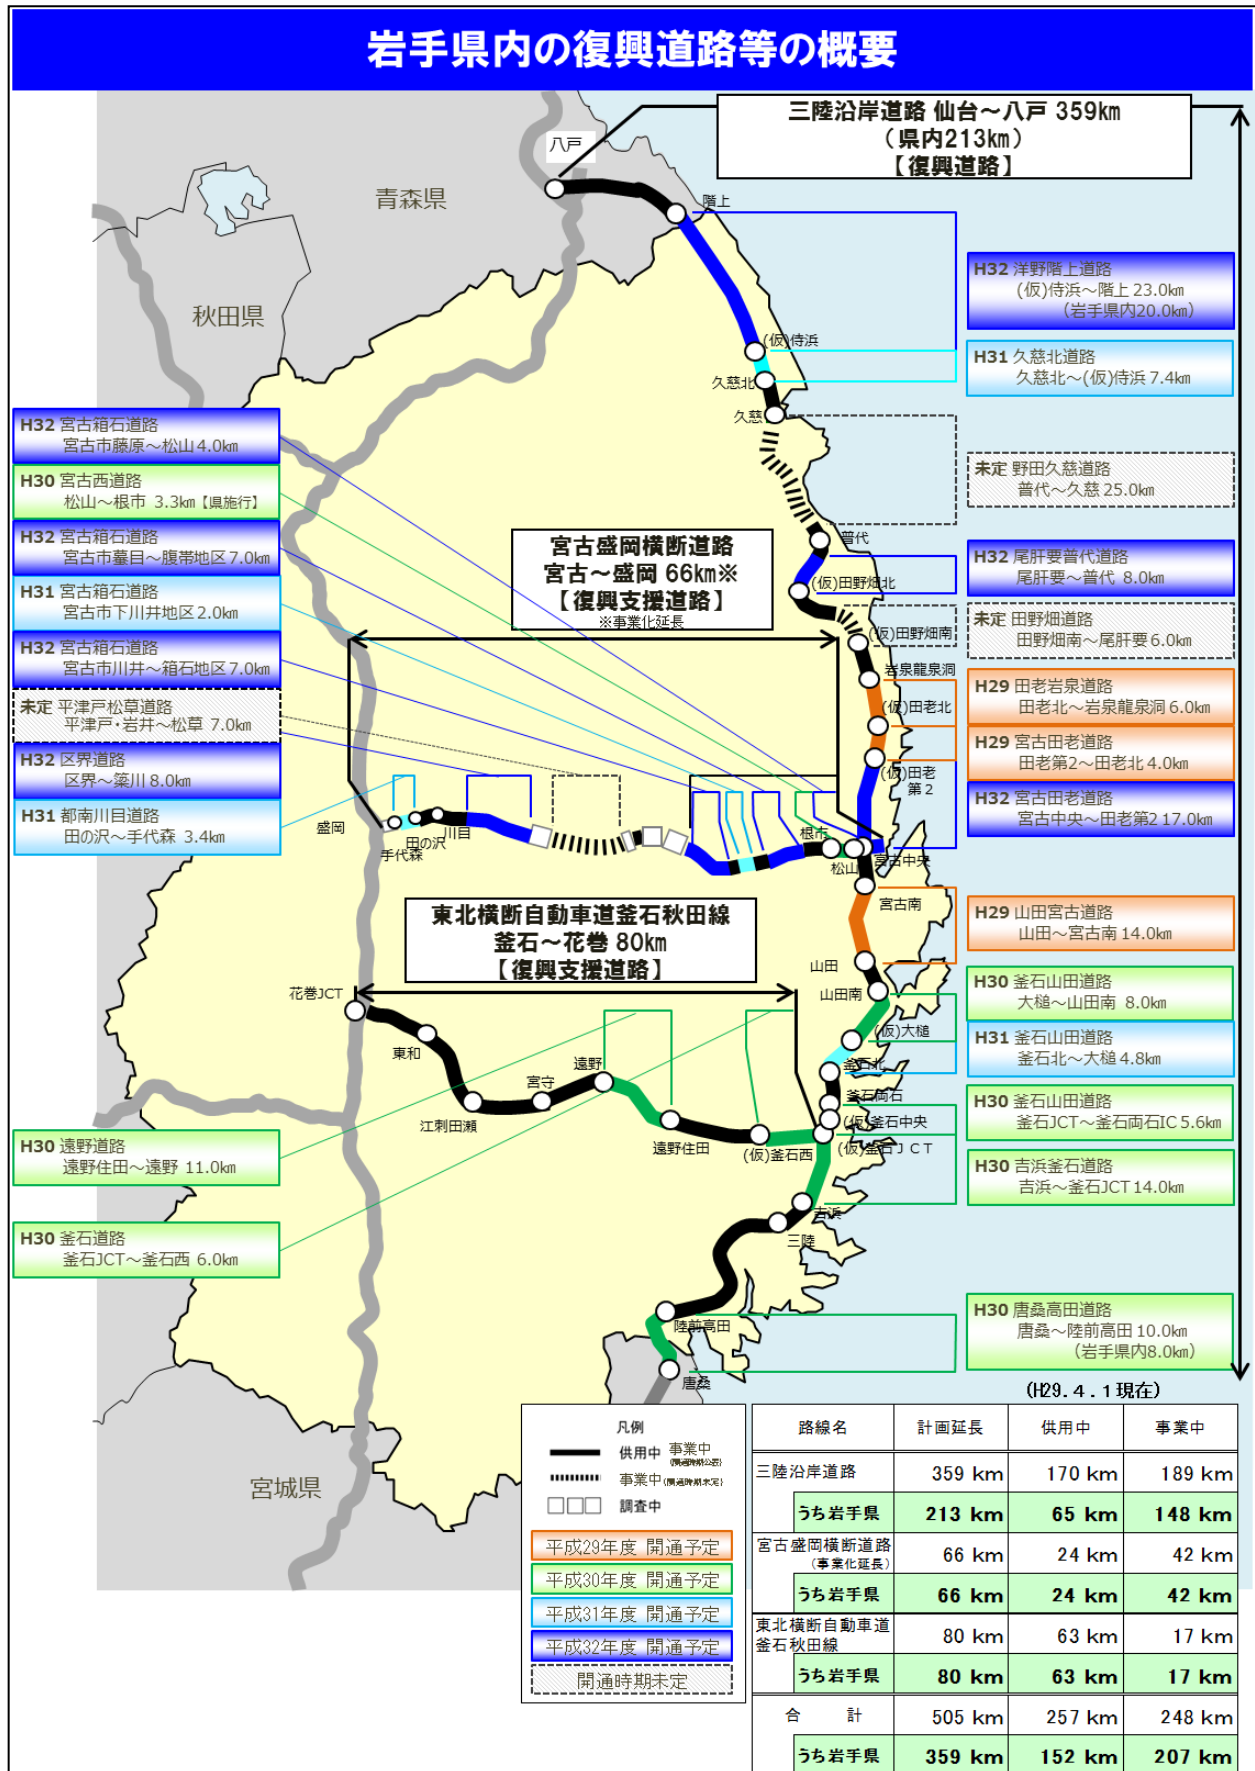 岩手県内の復興道路等の概要
三陸沿岸道路 仙台～八戸 359km
（県内213km）
【復興道路】
八戸
青森県
階上
秋田県
H32 洋野階上道路
(仮)侍浜～階上 23.0㎞
（岩手県内20.0㎞）
(仮)侍浜
H31 久慈北道路
久慈北～(仮)侍浜 7.4㎞
久慈北
久慈
H32 宮古箱石道路
宮古市藤原～松山 4.0㎞
未定 野田久慈道路
普代～久慈 25.0㎞
H30 宮古西道路
松山～根市 3.3㎞【県施行】
H32 宮古箱石道路
宮古市蟇目～腹帯地区 7.0㎞
宮古盛岡横断道路
宮古～盛岡 66km※
【復興支援道路】
※事業化延長
普代
(仮)田野畑北
H32 尾肝要普代道路
尾肝要～普代 8.0㎞
H31 宮古箱石道路
宮古市下川井地区 2.0㎞
未定 田野畑道路
田野畑南～尾肝要 6.0㎞
(仮)田野畑南
H32 宮古箱石道路
宮古市川井～箱石地区 7.0㎞
岩泉龍泉洞
H29 田老岩泉道路
田老北～岩泉龍泉洞 6.0㎞
未定 平津戸松草道路
平津戸・岩井～松草 7.0㎞
(仮)田老北
H29 宮古田老道路
田老第2～田老北 4.0㎞
H32 区界道路
区界～簗川 8.0㎞
(仮)田老
第２
H32 宮古田老道路
宮古中央～田老第2 17.0㎞
H31 都南川目道路
田の沢～手代森 3.4㎞
盛岡
手代森
田の沢
川目
根市
松山
宮古中央
宮古南
東北横断自動車道釜石秋田線
釜石～花巻 80km
【復興支援道路】
H29 山田宮古道路
山田～宮古南 14.0㎞
山田
山田南
花巻JCT
H30 釜石山田道路
大槌～山田南 8.0㎞
(仮)大槌
東和
H31 釜石山田道路
釜石北～大槌 4.8㎞
釜石北
遠野
宮守
釜石両石
江刺田瀬
(仮)釜石中央
H30 釜石山田道路
釜石JCT～釜石両石IC 5.6㎞
遠野住田
(仮)釜石西
(仮)釜石ＪＣＴ
H30 遠野道路
遠野住田～遠野 11.0㎞
H30 吉浜釜石道路
吉浜～釜石JCT 14.0㎞
吉浜
三陸
H30 釜石道路
釜石JCT～釜石西 6.0㎞
陸前高田
H30 唐桑高田道路
唐桑～陸前高田 10.0㎞
（岩手県内8.0㎞）
唐桑
宮城県
(H29．４．１現在)
凡例
供用中 事業中
(開通時期公表)
事業中(開通時期未定)
調査中
平成29年度 開通予定
平成30年度 開通予定
平成31年度 開通予定
平成32年度 開通予定
開通時期未定
路線名 計画延長 供用中 事業中
三陸沿岸道路 359 km 170 km 189 km
うち岩手県 213 km 65 km 148 km
宮古盛岡横断道路
（事業化延長） 66 km 24 km 42 km
うち岩手県 66 km 24 km 42 km
東北横断自動車道
釜石秋田線 80 km 63 km 17 km
うち岩手県 80 km 63 km 17 km
合 計 505 km 257 km 248 km
うち岩手県 359 km 152 km 207 km